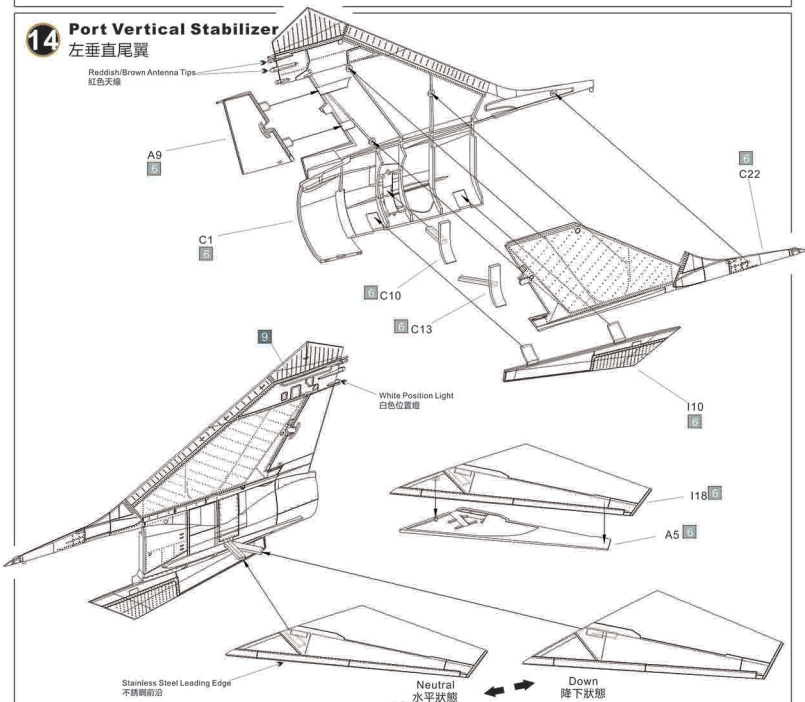 14 Port Vertical Stabilizer
左垂直尾翼
Reddish/Brown Antenna Tips
紅色天線
A9
6
6
C22
C1
6
6 C10
6 C13
9
White Position Light
白色位置燈
I10
6
I18 6
A5 6
Stainless Steel Leading Edge
不銹鋼前沿
Neutral
水平狀態
Down
降下狀態